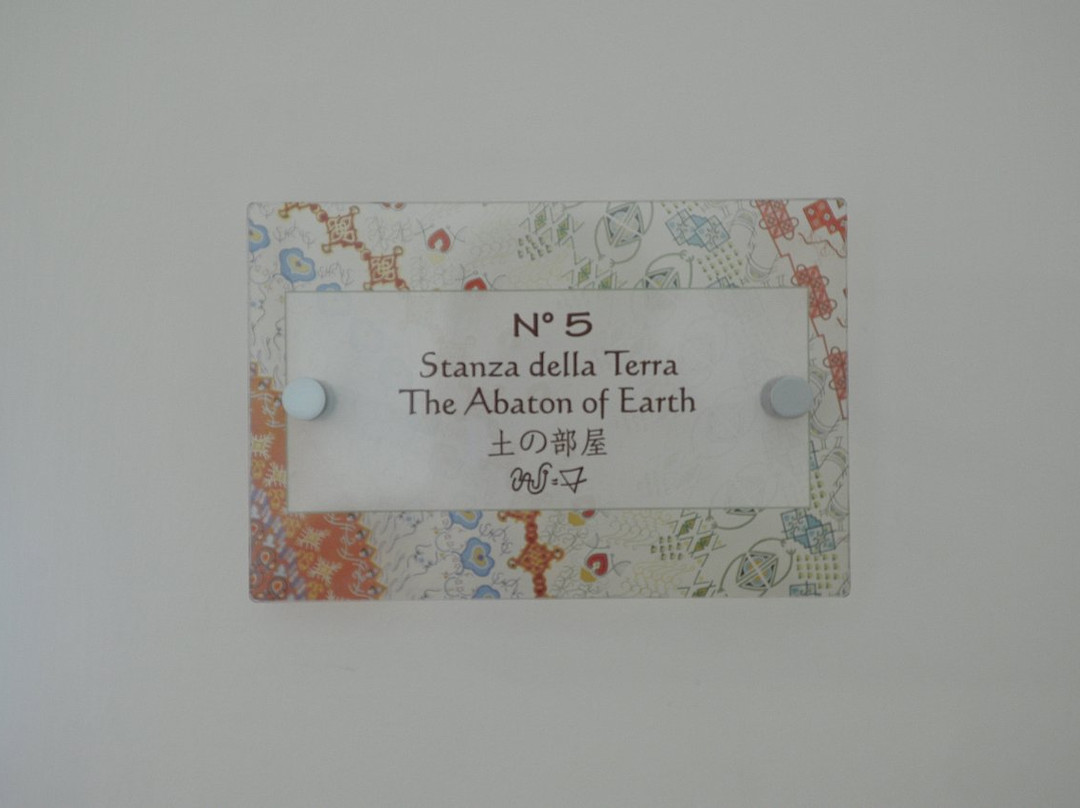 N° 5
Stanza della Terra
The Abaton of Earth
土の部屋